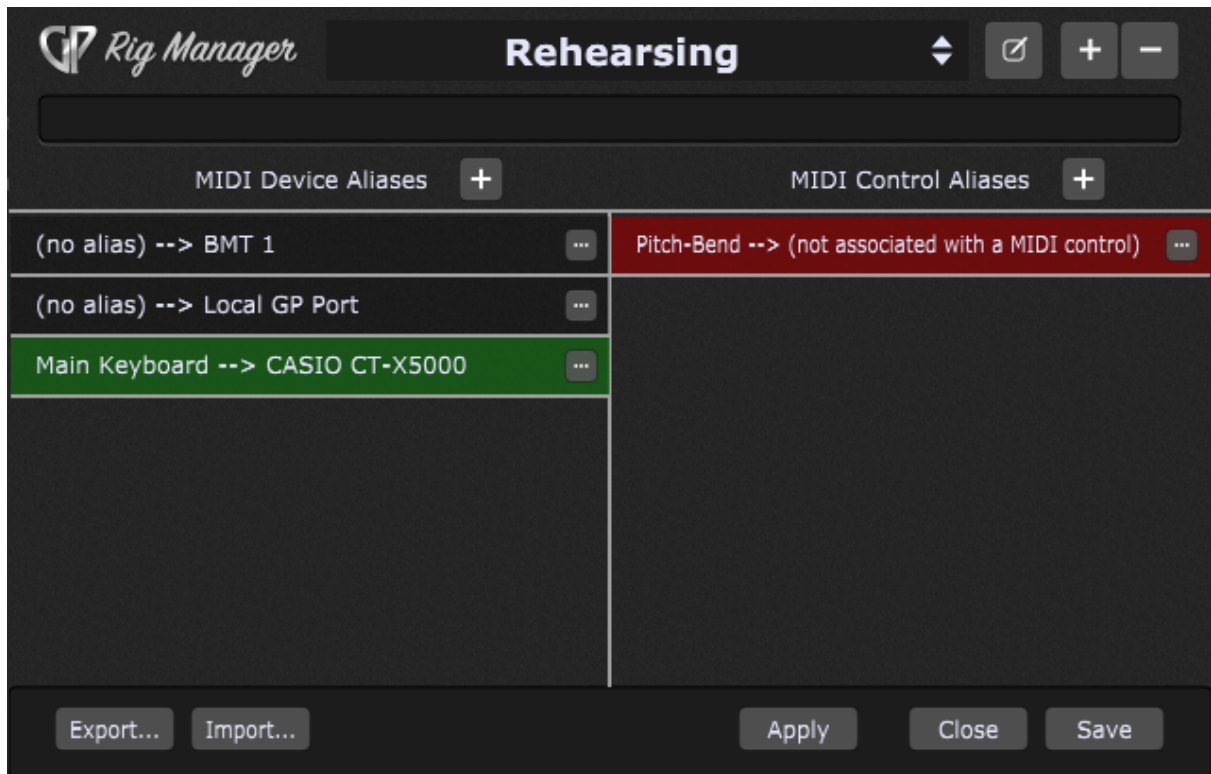 GP Rig Manager
Rehearsing
+ −
MIDI Device Aliases +
MIDI Control Aliases +
(no alias) --> BMT 1 ...
(no alias) --> Local GP Port ...
Main Keyboard --> CASIO CT-X5000 ...
Pitch-Bend --> (not associated with a MIDI control) ...
Export... Import... Apply Close Save